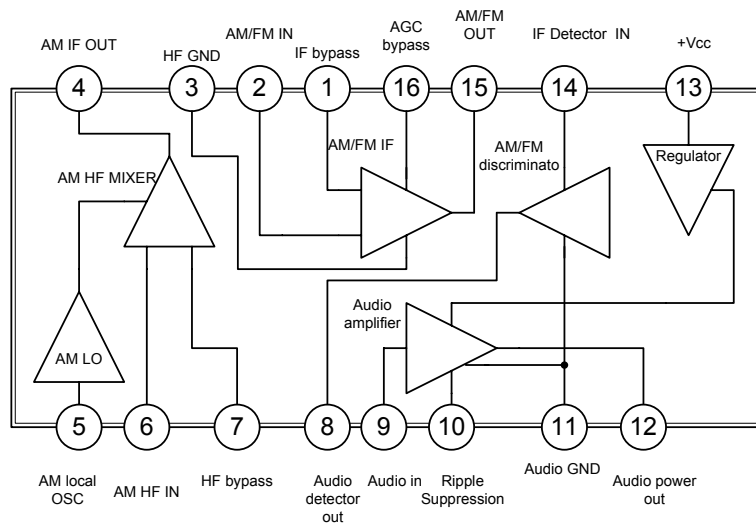 AM IF OUT
HF GND
AM/FM IN
IF bypass
AGC
bypass
AM/FM
OUT
IF Detector IN
+Vcc
4
3
2
1
16
15
14
13
AM/FM IF
AM/FM
discriminato
Regulator
AM HF MIXER
Audio
amplifier
AM LO
5
6
7
8
9
10
11
12
AM local
OSC
AM HF IN
HF bypass
Audio
detector
out
Audio in
Ripple
Suppression
Audio GND
Audio power
out